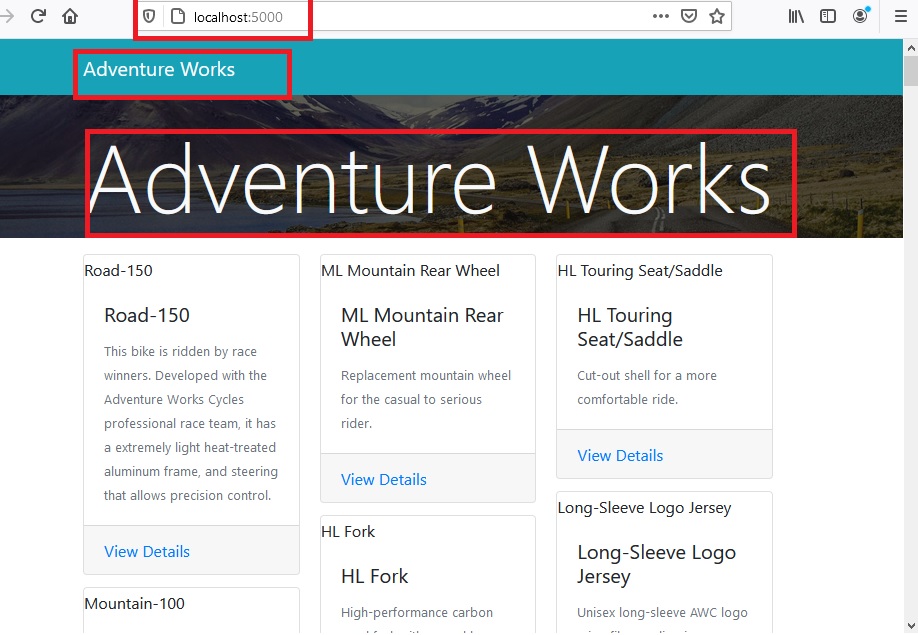 localhost:5000
Adventure Works
Adventure Works
Road-150
Road-150
This bike is ridden by race
winners. Developed with the
Adventure Works Cycles
professional race team, it has
a extremely light heat-treated
aluminum frame, and steering
that allows precision control.
View Details
Mountain-100
ML Mountain Rear Wheel
ML Mountain Rear
Wheel
Replacement mountain wheel
for the casual to serious
rider.
View Details
HL Fork
HL Fork
High-performance carbon
HL Touring Seat/Saddle
HL Touring
Seat/Saddle
Cut-out shell for a more
comfortable ride.
View Details
Long-Sleeve Logo Jersey
Long-Sleeve Logo
Jersey
Unisex long-sleeve AWC logo